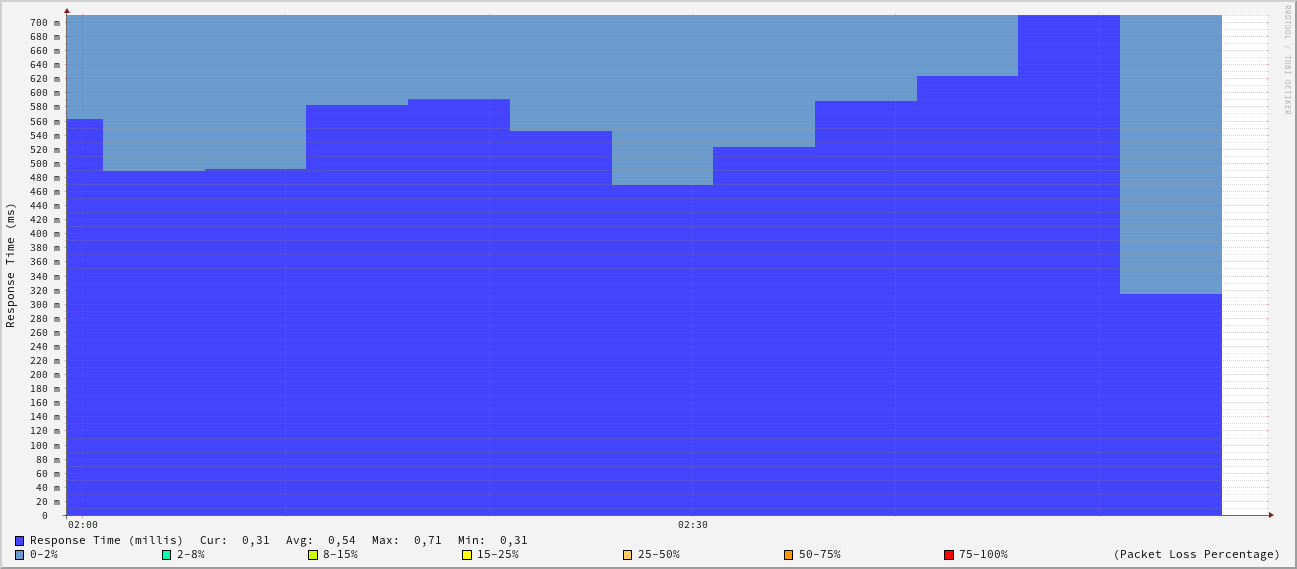 RRDTOOL / TOBI OETIKER
Response Time (ms)
700 m
680 m
660 m
640 m
620 m
600 m
580 m
560 m
540 m
520 m
500 m
480 m
460 m
440 m
420 m
400 m
380 m
360 m
340 m
320 m
300 m
280 m
260 m
240 m
220 m
200 m
180 m
160 m
140 m
120 m
100 m
80 m
60 m
40 m
20 m
0
02:00 02:30
Response Time (millis) Cur: 0,31 Avg: 0,54 Max: 0,71 Min: 0,31
0-2% 2-8% 8-15% 15-25% 25-50% 50-75% 75-100% (Packet Loss Percentage)